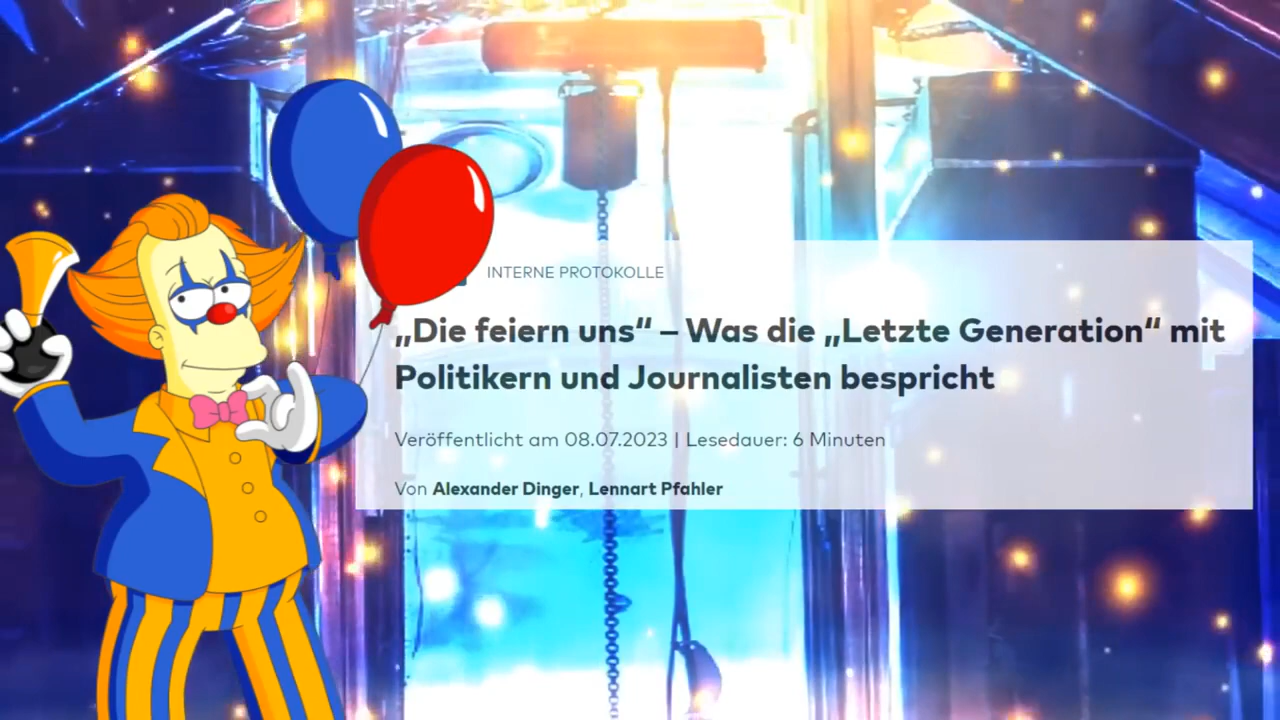 INTERNE PROTOKOLLE
„Die feiern uns“ – Was die „Letzte Generation“ mit
Politikern und Journalisten bespricht
Veröffentlicht am 08.07.2023 | Lesedauer: 6 Minuten
Von Alexander Dinger, Lennart Pfahler